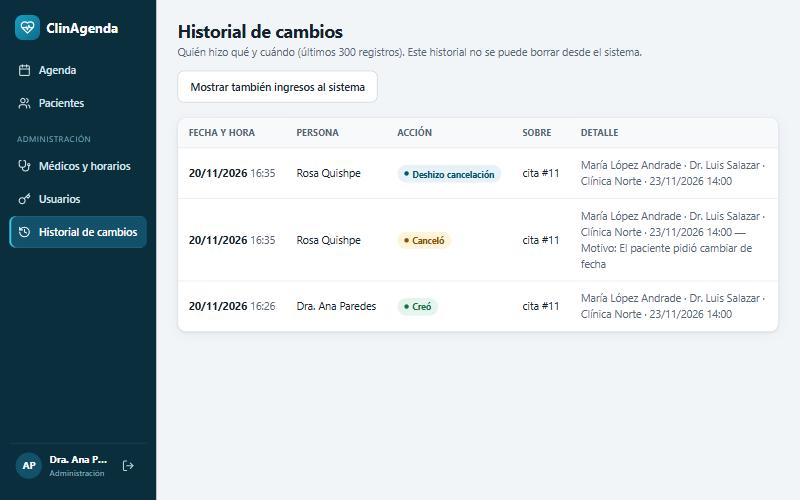 ClinAgenda
Agenda
Pacientes
ADMINISTRACIÓN
Médicos y horarios
Usuarios
Historial de cambios
AP
Dra. Ana P...
Administración
Historial de cambios
Quién hizo qué y cuándo (últimos 300 registros). Este historial no se puede borrar desde el sistema.
Mostrar también ingresos al sistema
FECHA Y HORA PERSONA ACCIÓN SOBRE DETALLE
20/11/2026 16:35 Rosa Quishpe Deshizo cancelación cita #11 María López Andrade · Dr. Luis Salazar ·
Clínica Norte · 23/11/2026 14:00
20/11/2026 16:35 Rosa Quishpe Canceló cita #11 María López Andrade · Dr. Luis Salazar ·
Clínica Norte · 23/11/2026 14:00 —
Motivo: El paciente pidió cambiar de
fecha
20/11/2026 16:26 Dra. Ana Paredes Creó cita #11 María López Andrade · Dr. Luis Salazar ·
Clínica Norte · 23/11/2026 14:00